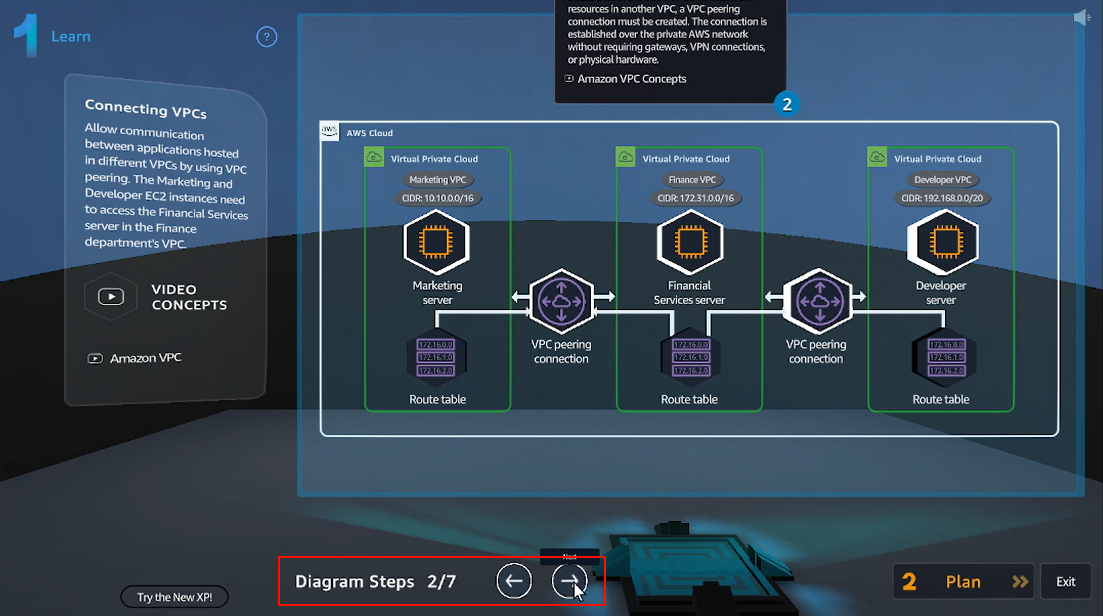 1
Learn
?
resources in another VPC, a VPC peering
connection must be created. The connection is
established over the private AWS network
without requiring gateways, VPN connections,
or physical hardware.
Amazon VPC Concepts
2
Connecting VPCs
Allow communication
between applications hosted
in different VPCs by using VPC
peering. The Marketing and
Developer EC2 instances need
to access the Financial Services
server in the Finance
department's VPC.
VIDEO
CONCEPTS
Amazon VPC
aws
AWS Cloud
Virtual Private Cloud
Marketing VPC
CIDR: 10.10.0.0/16
Marketing
server
172.16.0.0
172.16.1.0
172.16.2.0
Route table
VPC peering
connection
Virtual Private Cloud
Finance VPC
CIDR: 172.31.0.0/16
Financial
Services server
172.16.0.0
172.16.1.0
172.16.2.0
Route table
VPC peering
connection
Virtual Private Cloud
Developer VPC
CIDR: 192.168.0.0/20
Developer
server
172.16.0.0
172.16.1.0
172.16.2.0
Route table
Next
Diagram Steps 2/7
Try the New XP!
2 Plan
Exit